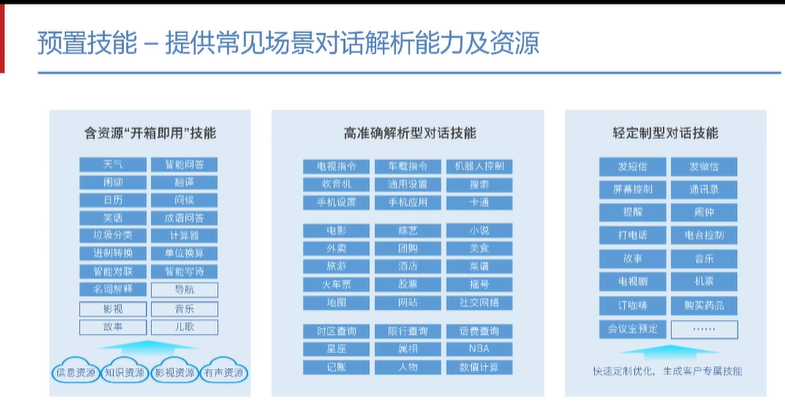 预置技能 – 提供常见场景对话解析能力及资源
含资源“开箱即用”技能
天气 智能问答
闲聊 翻译
日历 问候
笑话 成语问答
垃圾分类 计算器
进制转换 单位换算
智能对联 智能写诗
名词解释 导航
影视 音乐
故事 儿歌
信息资源 知识资源 影视资源 有声资源
高准确解析型对话技能
电视指令 车载指令 机器人控制
收音机 通用设置 搜索
手机设置 手机应用 卡通
电影 综艺 小说
外卖 团购 美食
旅游 酒店 菜谱
火车票 股票 摇号
地图 网站 社交网络
时区查询 限行查询 话费查询
星座 属相 NBA
记账 人物 数值计算
轻定制型对话技能
发短信 发微信
屏幕控制 通讯录
提醒 闹钟
打电话 电台控制
故事 音乐
电视剧 机票
订咖啡 购买药品
会议室预定 ……
快速定制优化，生成客户专属技能